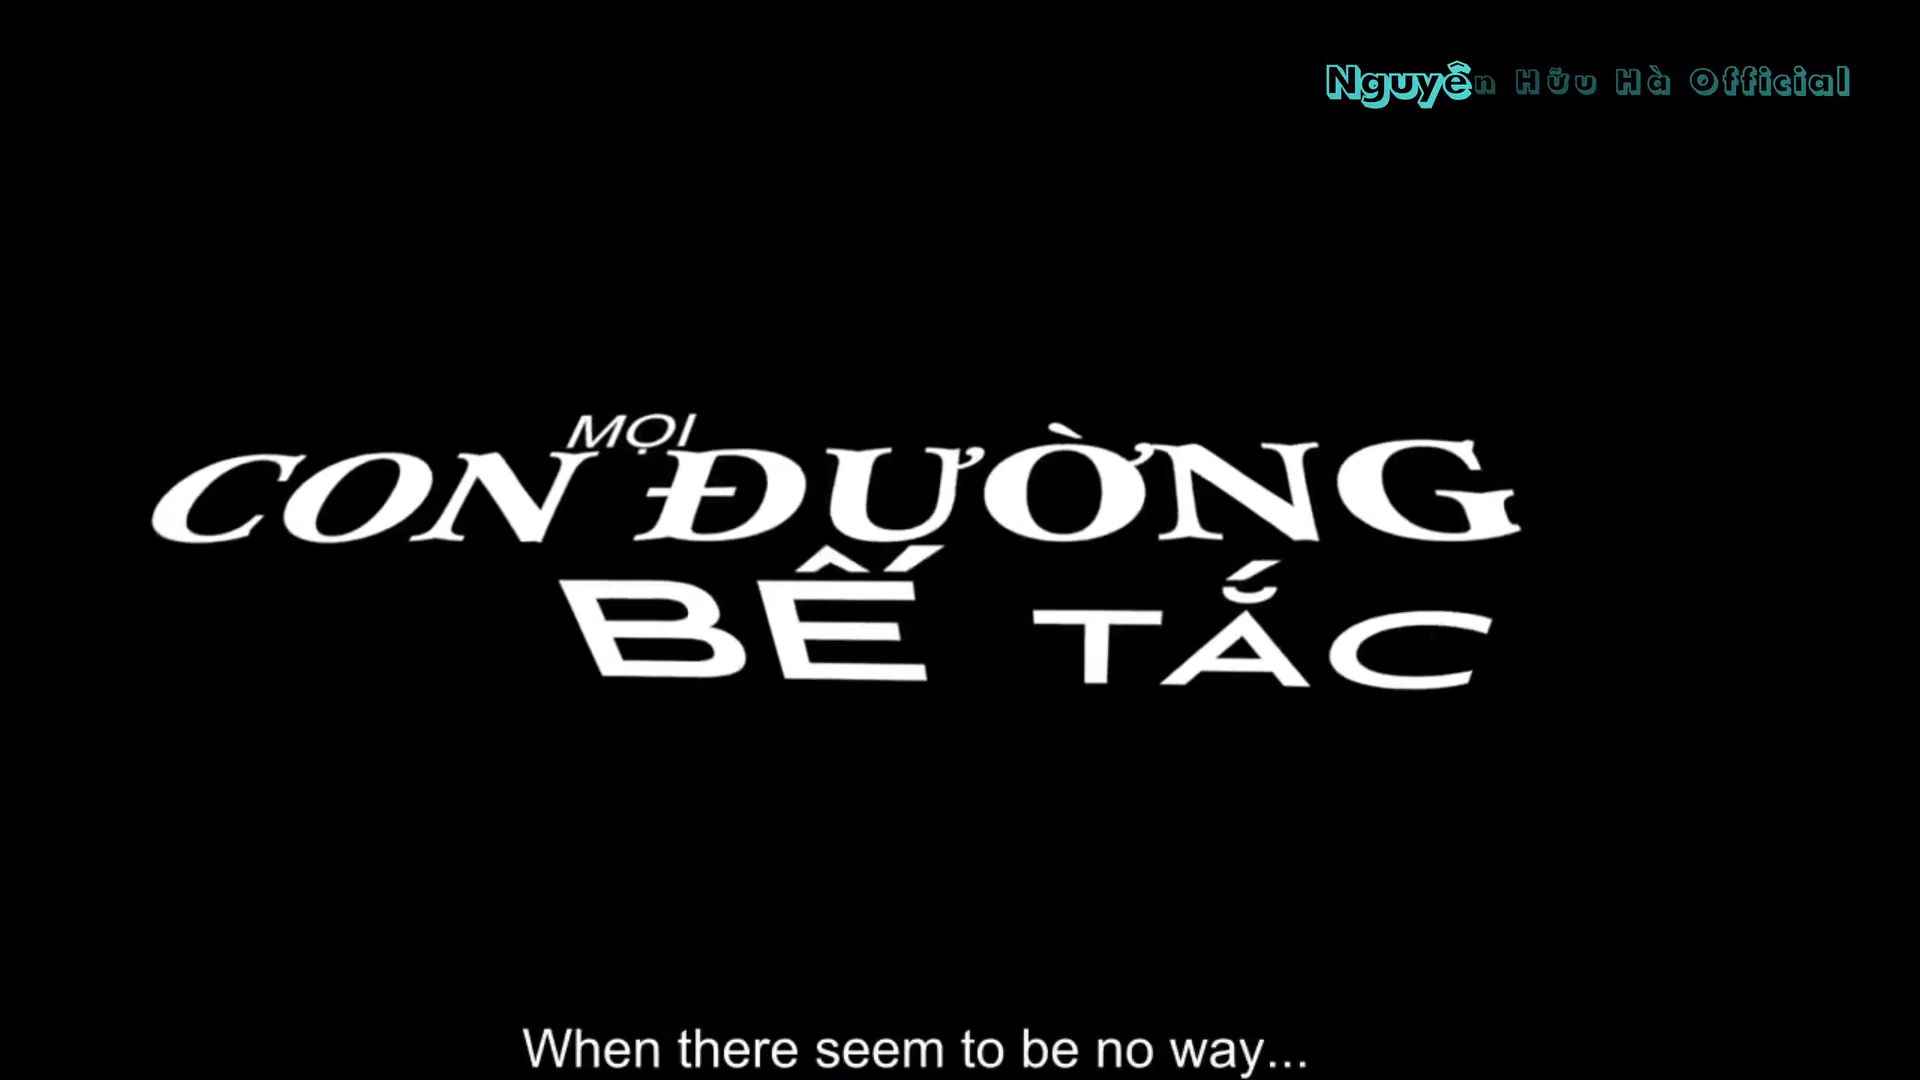 Nguyễn Hữu Hà Official
MỌI
CON ĐƯỜNG
BẾ TẮC
When there seem to be no way...